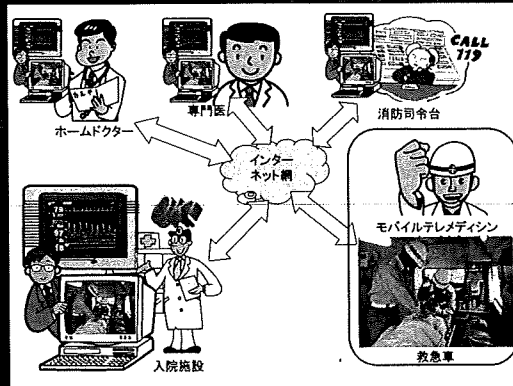 CALL
119
ホームドクター
専門医
消防司令台
インター
ネット網
モバイルテレメディシン
入院施設
救急車